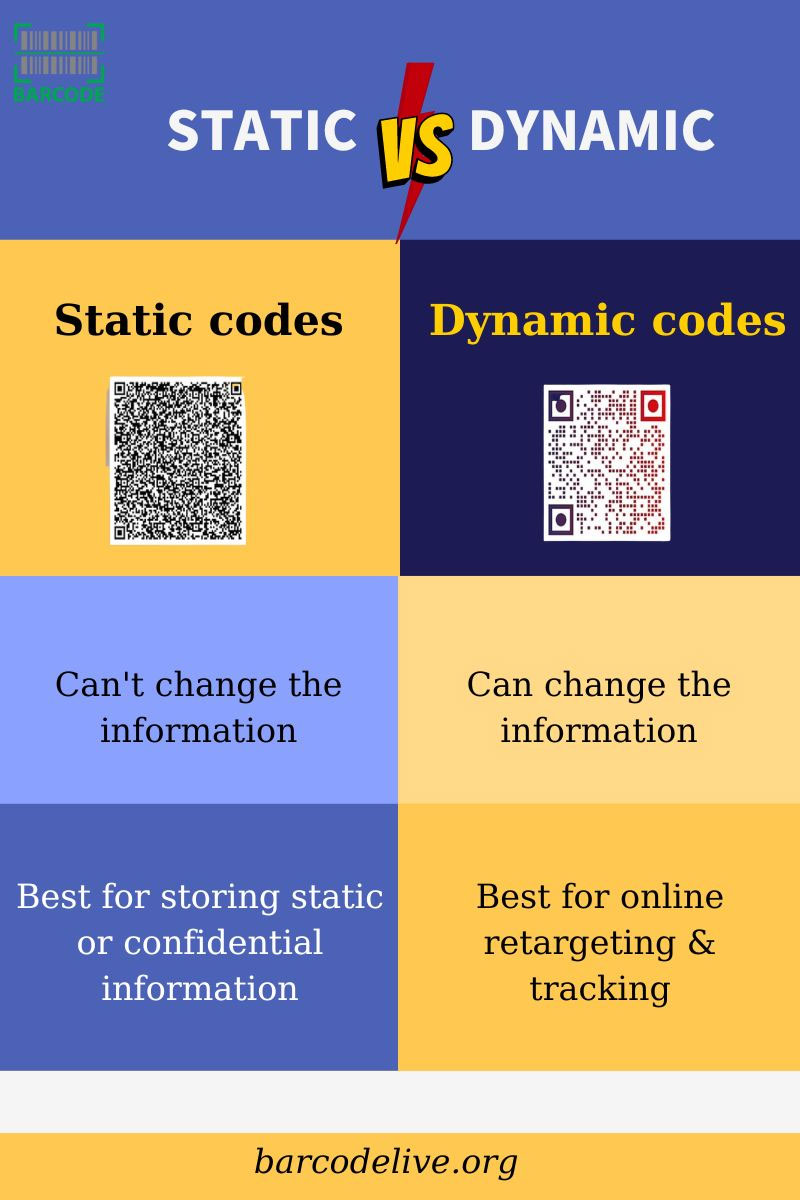 BARCODE
STATIC VS DYNAMIC
Static codes
Dynamic codes
Can't change the
information
Can change the
information
Best for storing static
or confidential
information
Best for online
retargeting &
tracking
barcodelive.org